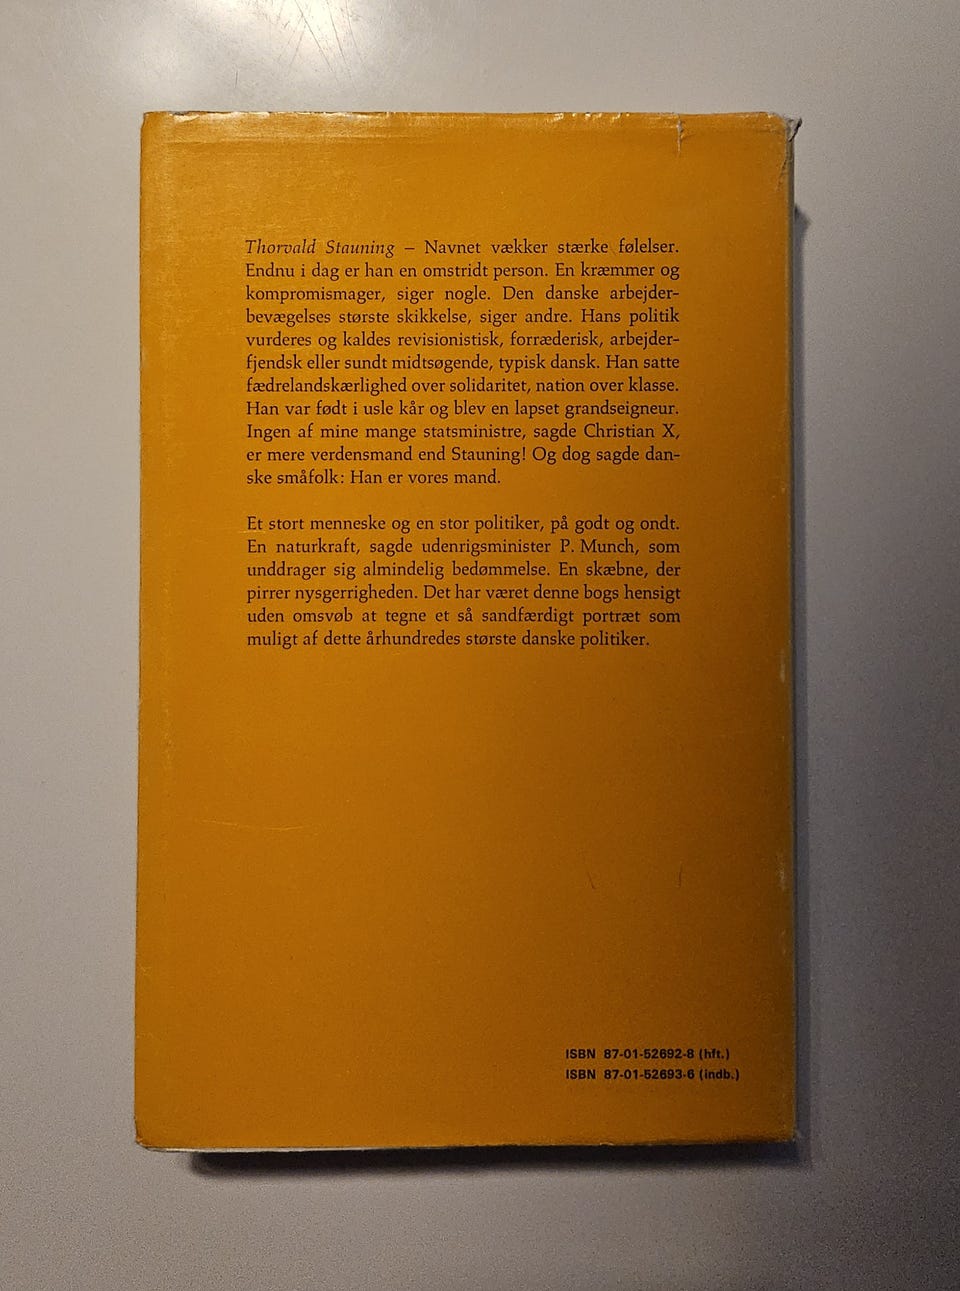 Thorvald Stauning – Navnet vækker stærke følelser.
Endnu i dag er han en omstridt person. En kræmmer og
kompromismager, siger nogle. Den danske arbejder-
bevægelses største skikkelse, siger andre. Hans politik
vurderes og kaldes revisionistisk, forræderisk, arbejder-
fjendsk eller sundt midtsøgende, typisk dansk. Han satte
fædrelandskærlighed over solidaritet, nation over klasse.
Han var født i usle kår og blev en lapset grandseigneur.
Ingen af mine mange statsministre, sagde Christian X,
er mere verdensmand end Stauning! Og dog sagde dan-
ske småfolk: Han er vores mand.
Et stort menneske og en stor politiker, på godt og ondt.
En naturkraft, sagde udenrigsminister P. Munch, som
unddrager sig almindelig bedømmelse. En skæbne, der
pirrer nysgerrigheden. Det har været denne bogs hensigt
uden omsvøb at tegne et så sandfærdigt portræt som
muligt af dette århundredes største danske politiker.
ISBN 87-01-52692-8 (hft.)
ISBN 87-01-52693-6 (indb.)